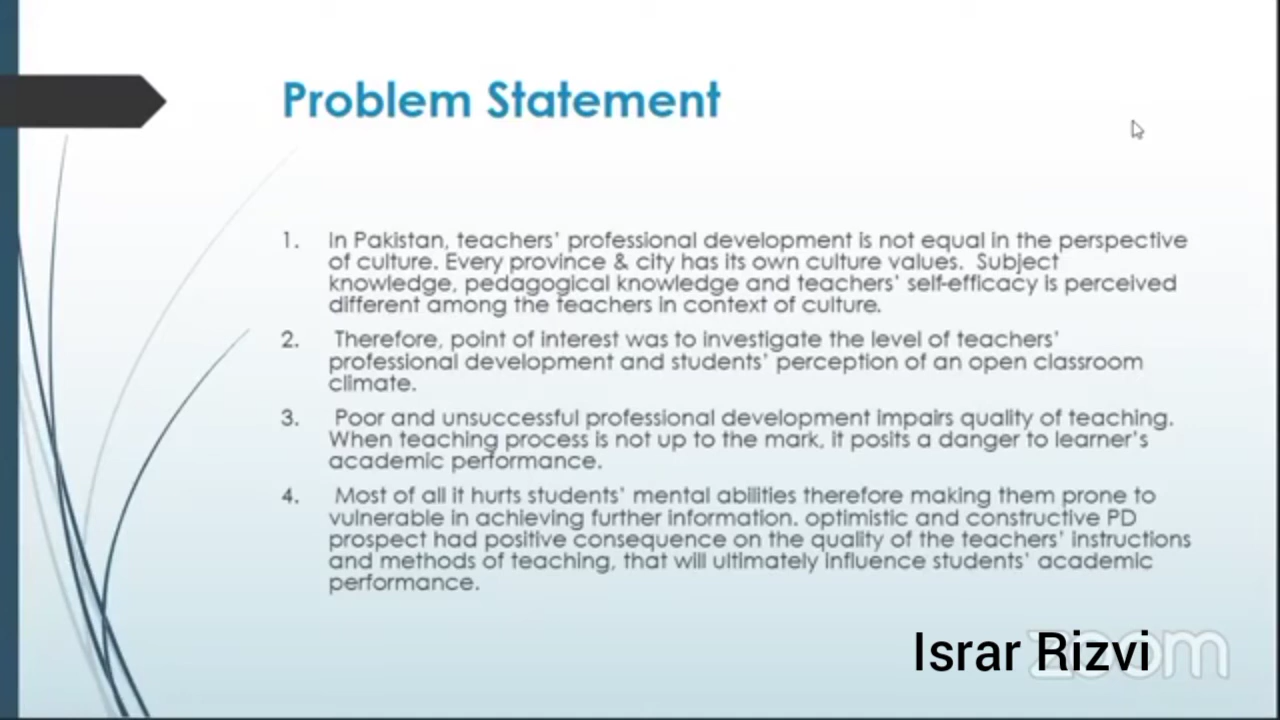 Problem Statement
1. In Pakistan, teachers' professional development is not equal in the perspective
of culture. Every province & city has its own culture values. Subject
knowledge, pedagogical knowledge and teachers' self-efficacy is perceived
different among the teachers in context of culture.
2. Therefore, point of interest was to investigate the level of teachers'
professional development and students' perception of an open classroom
climate.
3. Poor and unsuccessful professional development impairs quality of teaching.
When teaching process is not up to the mark, it posits a danger to learner's
academic performance.
4. Most of all it hurts students' mental abilities therefore making them prone to
vulnerable in achieving further information. optimistic and constructive PD
prospect had positive consequence on the quality of the teachers' instructions
and methods of teaching, that will ultimately influence students' academic
performance.
Israr Rizvi
zoom